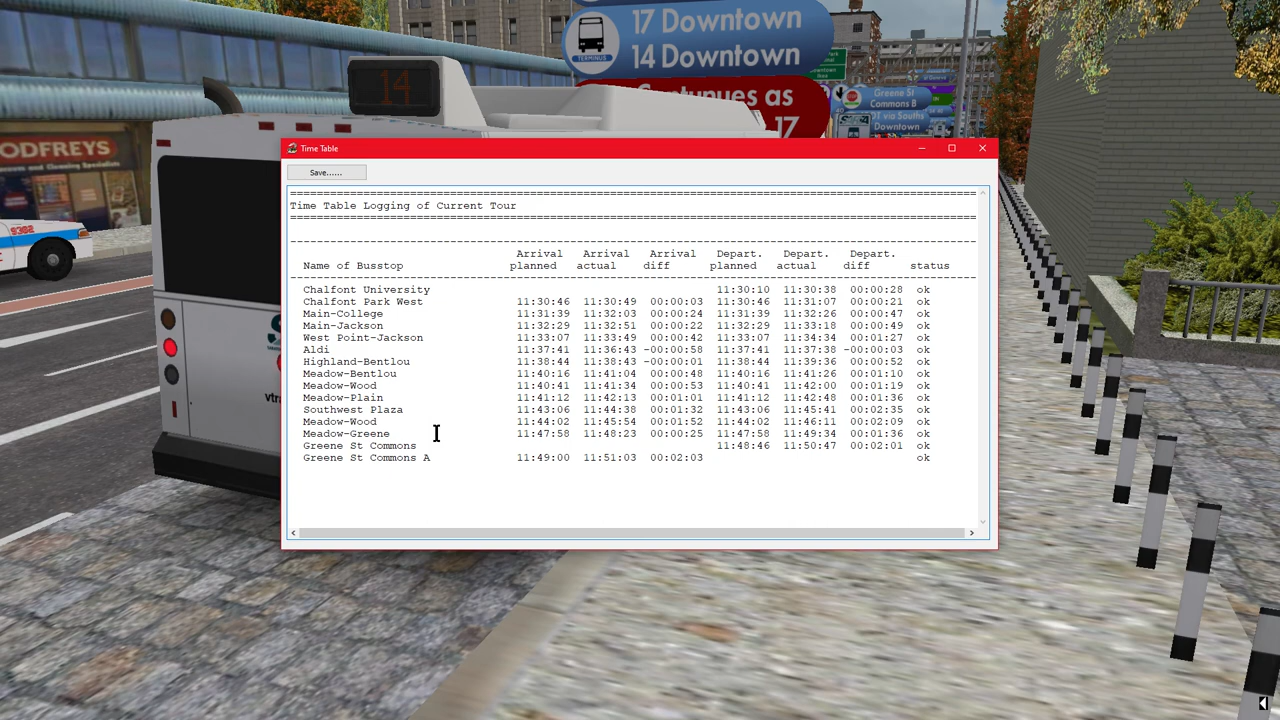 17 Downtown
14 Downtown
TERMINUS
Continues as
17
14
Greene St
Commons B
Downtown
ODFREYS
9362
Time Table
Save......
Time Table Logging of Current Tour
Arrival Arrival Arrival Depart. Depart. Depart.
Name of Busstop planned actual diff planned actual diff status
Chalfont University 11:30:10 11:30:38 00:00:28 ok
Chalfont Park West 11:30:46 11:30:49 00:00:03 11:30:46 11:31:07 00:00:21 ok
Main-College 11:31:39 11:32:03 00:00:24 11:31:39 11:32:26 00:00:47 ok
Main-Jackson 11:32:29 11:32:51 00:00:22 11:32:29 11:33:18 00:00:49 ok
West Point-Jackson 11:33:07 11:33:49 00:00:42 11:33:07 11:34:34 00:01:27 ok
Aldi 11:37:41 11:36:43 -00:00:58 11:37:41 11:37:38 -00:00:03 ok
Highland-Bentlou 11:38:44 11:38:43 -00:00:01 11:38:44 11:39:36 00:00:52 ok
Meadow-Bentlou 11:40:16 11:41:04 00:00:48 11:40:16 11:41:26 00:01:10 ok
Meadow-Wood 11:40:41 11:41:34 00:00:53 11:40:41 11:42:00 00:01:19 ok
Meadow-Plain 11:41:12 11:42:13 00:01:01 11:41:12 11:42:48 00:01:36 ok
Southwest Plaza 11:43:06 11:44:38 00:01:32 11:43:06 11:45:41 00:02:35 ok
Meadow-Wood 11:44:02 11:45:54 00:01:52 11:44:02 11:46:11 00:02:09 ok
Meadow-Greene 11:47:58 11:48:23 00:00:25 11:47:58 11:49:34 00:01:36 ok
Greene St Commons 11:48:46 11:50:47 00:02:01 ok
Greene St Commons A 11:49:00 11:51:03 00:02:03 ok
vtra